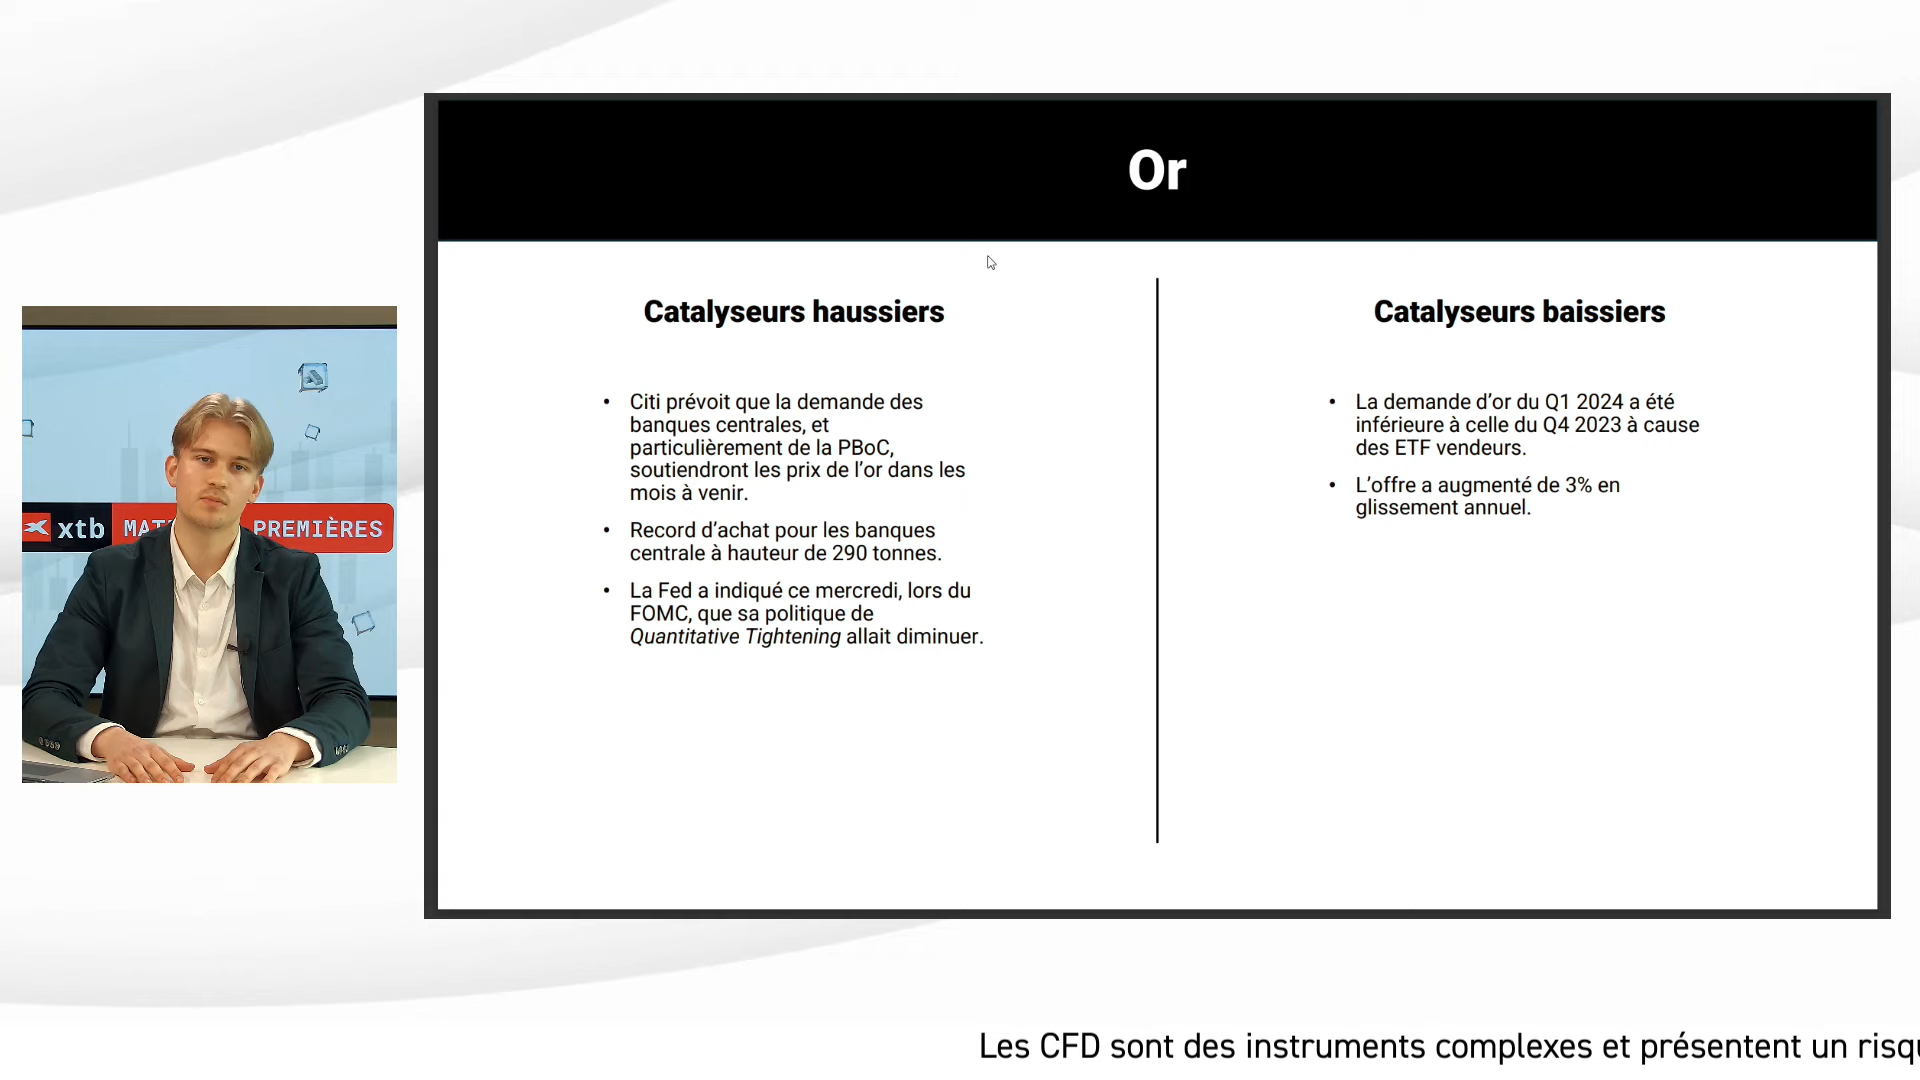 Or
Catalyseurs haussiers
• Citi prévoit que la demande des
banques centrales, et
particulièrement de la PBoC,
soutiendront les prix de l'or dans les
mois à venir.
• Record d'achat pour les banques
centrale à hauteur de 290 tonnes.
• La Fed a indiqué ce mercredi, lors du
FOMC, que sa politique de
Quantitative Tightening allait diminuer.
Catalyseurs baissiers
• La demande d'or du Q1 2024 a été
inférieure à celle du Q4 2023 à cause
des ETF vendeurs.
• L'offre a augmenté de 3% en
glissement annuel.
xtb MAT PREMIÈRES
Les CFD sont des instruments complexes et présentent un risqu